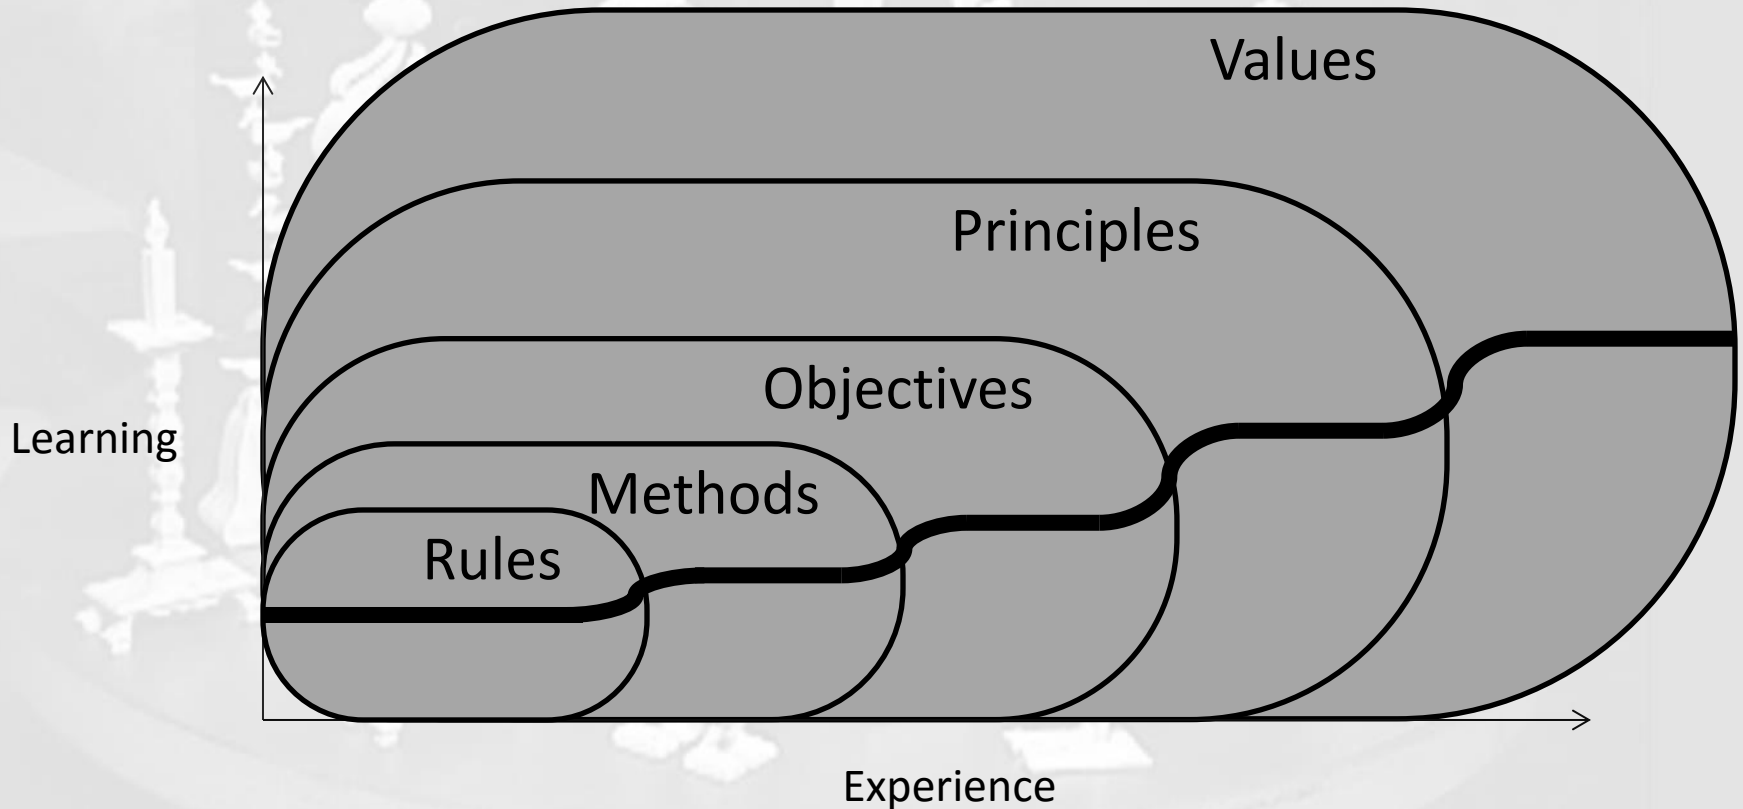 Values
Principles
Objectives
Learning
Methods
Rules
Experience